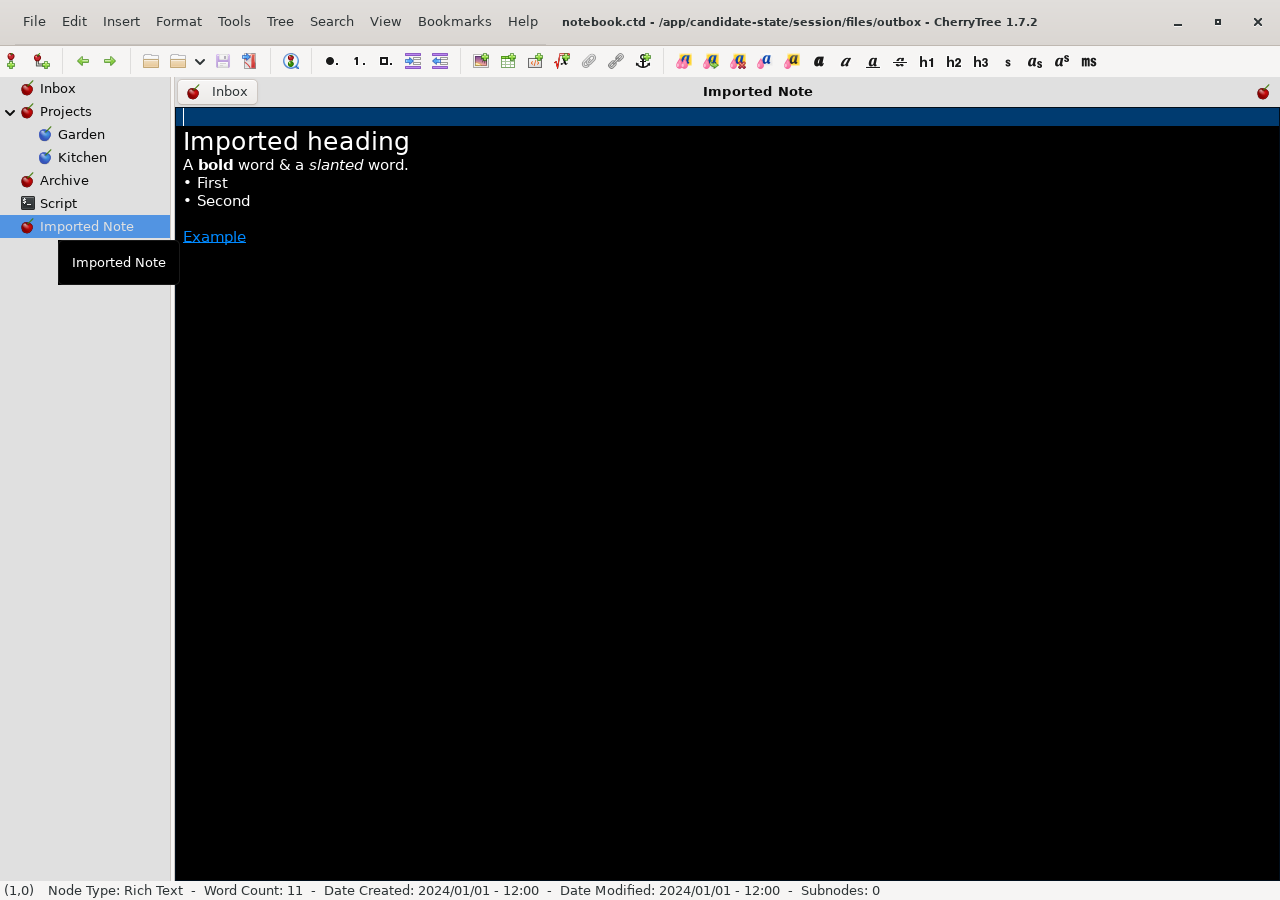 File Edit Insert Format Tools Tree Search View Bookmarks Help notebook.ctd - /app/candidate-state/session/files/outbox - CherryTree 1.7.2
1. h1 h2 h3 s as as ms
Inbox
Projects
Garden
Kitchen
Archive
Script
Imported Note
Imported Note
Inbox Imported Note
Imported heading
A bold word & a slanted word.
• First
• Second
Example
(1,0) Node Type: Rich Text - Word Count: 11 - Date Created: 2024/01/01 - 12:00 - Date Modified: 2024/01/01 - 12:00 - Subnodes: 0